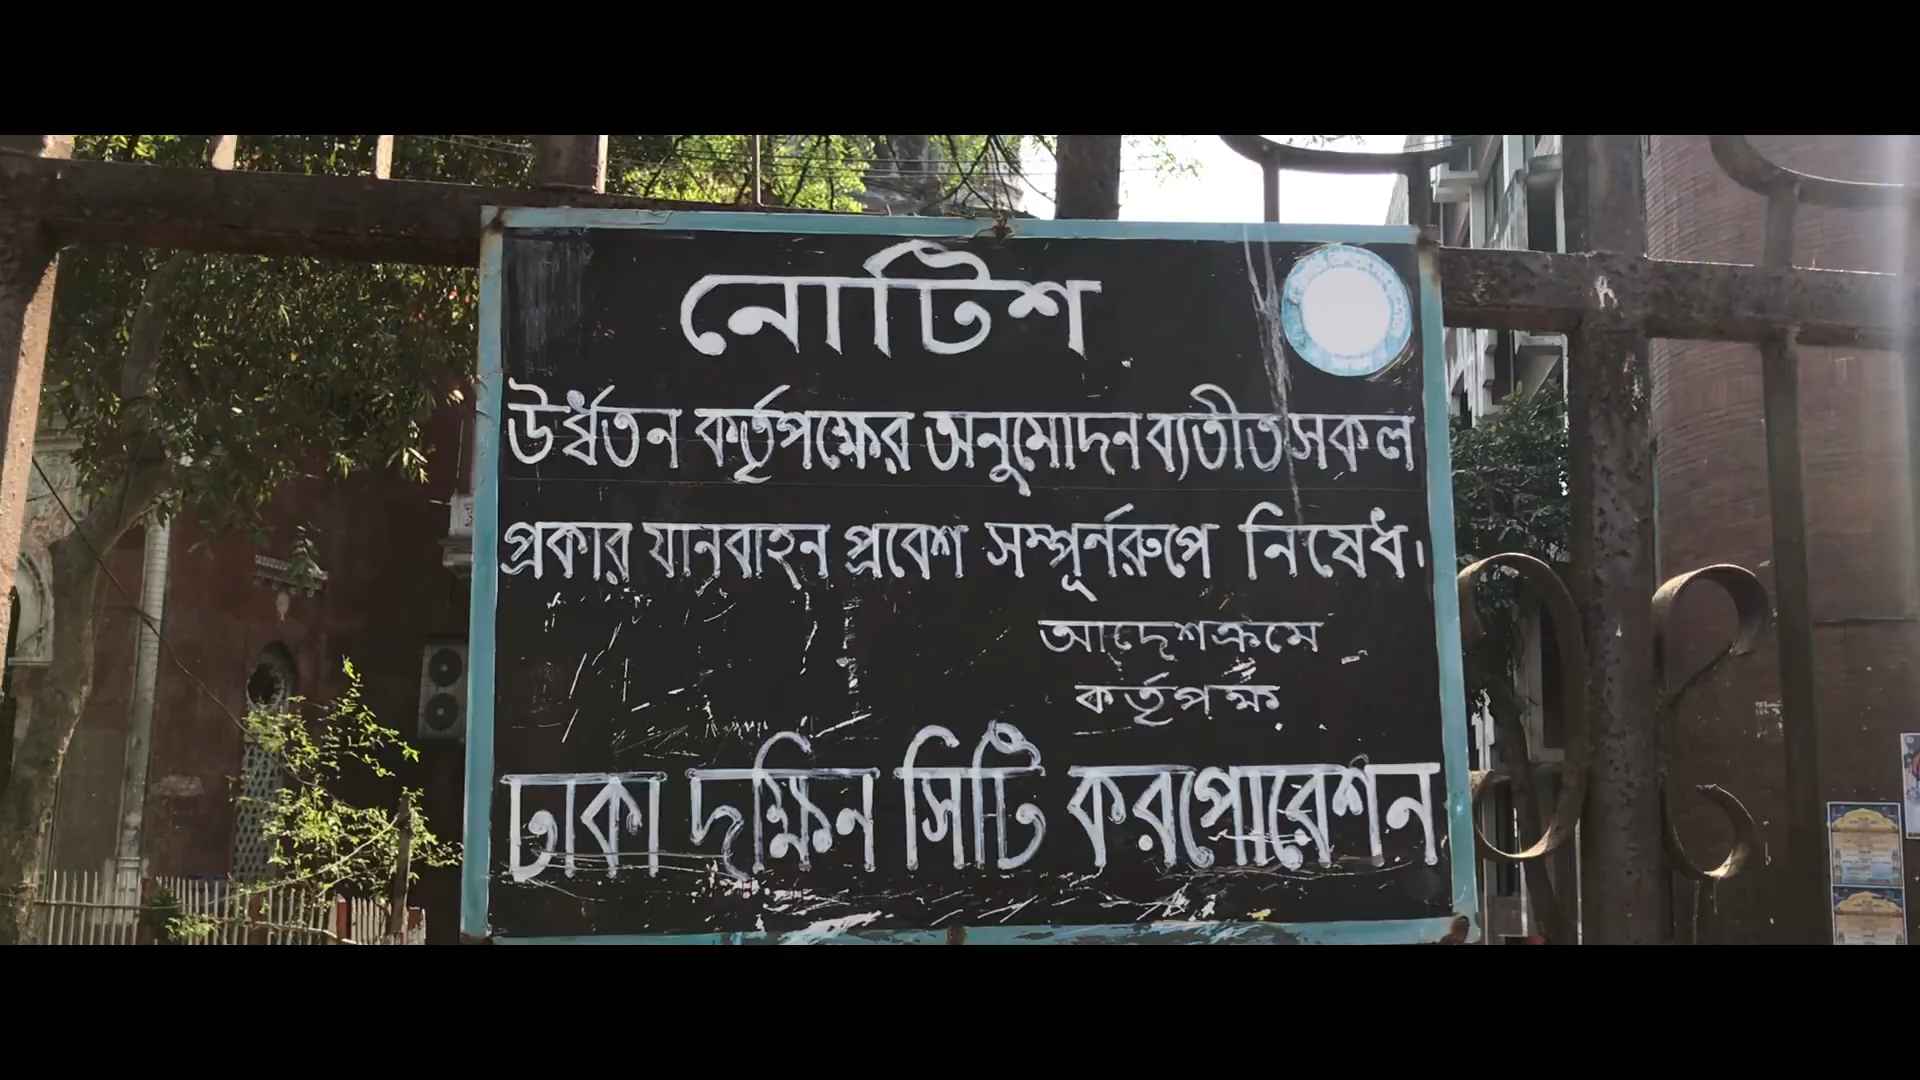 নোটিশ
উর্ধ্বতন কর্তৃপক্ষের অনুমোদন ব্যতীত সকল
প্রকার যানবাহন প্রবেশ সম্পূর্নরুপে নিষেধ।
আদেশক্রমে
কর্তৃপক্ষ
ঢাকা দক্ষিন সিটি করপোরেশন